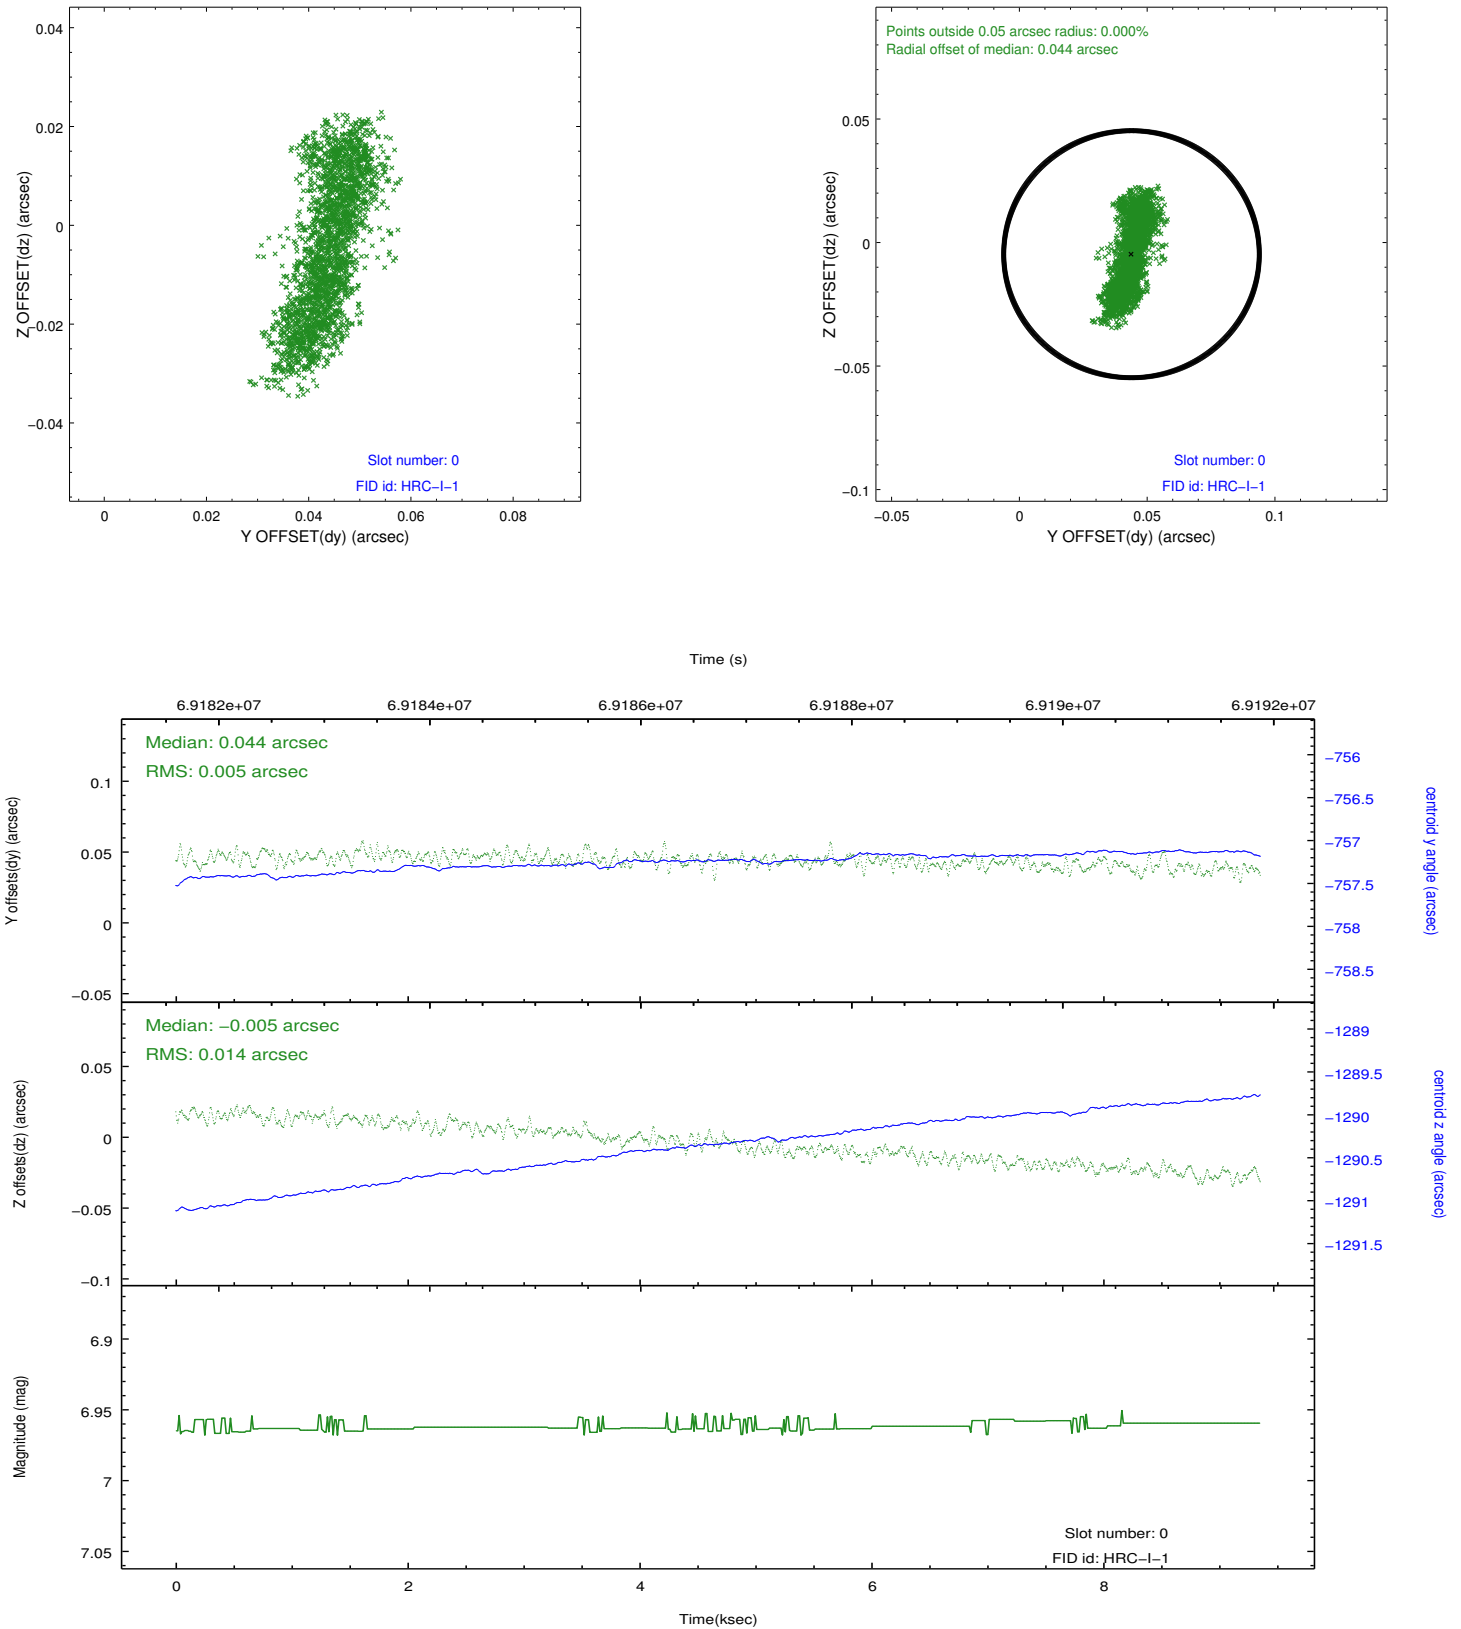 0.04
0.02
0
−0.02
−0.04
Z OFFSET(dz) (arcsec)
Slot number: 0
FID id: HRC−I−1
0 0.02 0.04 0.06 0.08
Y OFFSET(dy) (arcsec)
Points outside 0.05 arcsec radius: 0.000%
Radial offset of median: 0.044 arcsec
0.05
0
−0.05
−0.1
Z OFFSET(dz) (arcsec)
Slot number: 0
FID id: HRC−I−1
−0.05 0 0.05 0.1
Y OFFSET(dy) (arcsec)
Time (s)
6.9182e+07 6.9184e+07 6.9186e+07 6.9188e+07 6.919e+07 6.9192e+07
Median: 0.044 arcsec
RMS: 0.005 arcsec
0.1
0.05
0
−0.05
Y offsets(dy) (arcsec)
−756
−756.5
−757
−757.5
−758
−758.5
centroid y angle (arcsec)
Median: −0.005 arcsec
RMS: 0.014 arcsec
0.05
0
−0.05
−0.1
Z offsets(dz) (arcsec)
−1289
−1289.5
−1290
−1290.5
−1291
−1291.5
centroid z angle (arcsec)
6.9
6.95
7
7.05
Magnitude (mag)
Slot number: 0
FID id: HRC−I−1
0 2 4 6 8
Time(ksec)